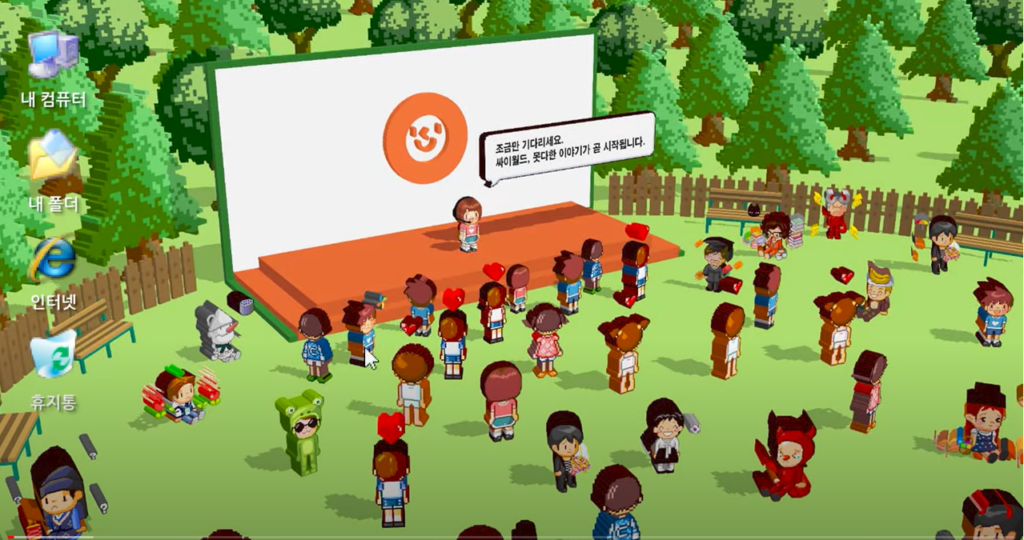 내 컴퓨터
내 폴더
인터넷
휴지통
조금만 기다리세요.
싸이월드, 못다한 이야기가 곧 시작됩니다.